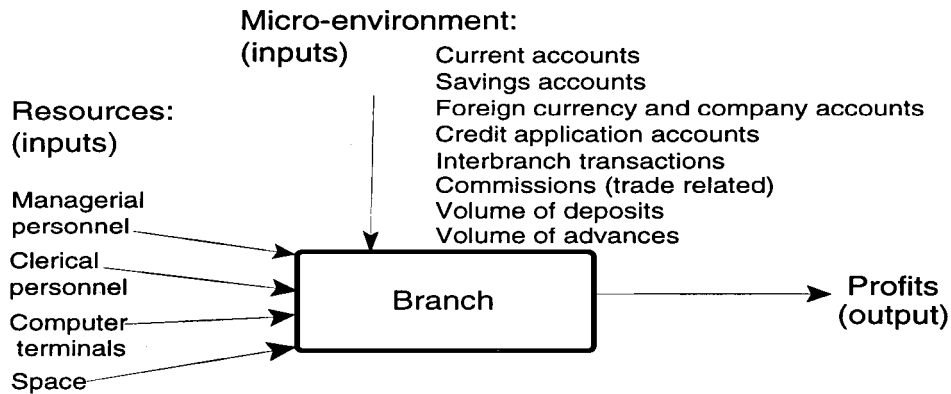 Micro-environment:
(inputs)
Current accounts
Savings accounts
Foreign currency and company accounts
Credit application accounts
Interbranch transactions
Commissions (trade related)
Volume of deposits
Volume of advances
Resources:
(inputs)
Managerial
personnel
Clerical
personnel
Computer
terminals
Space
Branch
Profits
(output)